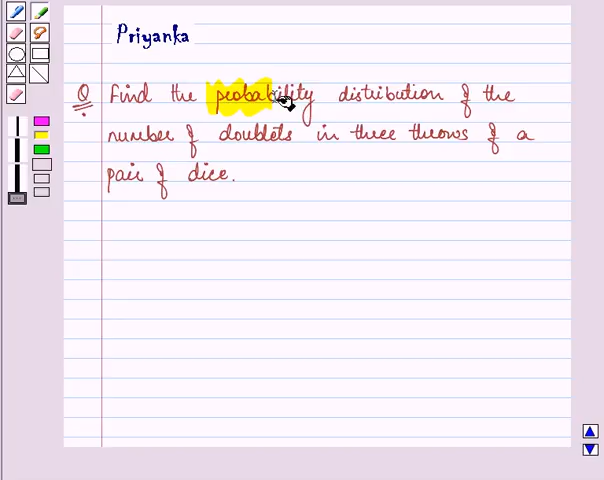 Priyanka
Q Find the probability distribution of the
number of doublets in three throws of a
pair of dice.